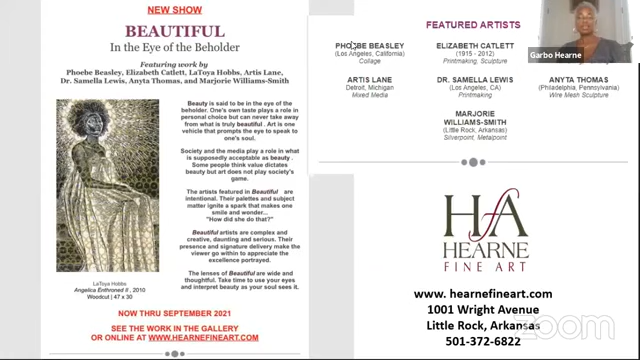 NEW SHOW
BEAUTIFUL
In the Eye of the Beholder
Featuring work by
Phoebe Beasley, Elizabeth Catlett, LaToya Hobbs, Artis Lane,
Dr. Samella Lewis, Anyta Thomas, and Marjorie Williams-Smith
Beauty is said to be in the eye of the
beholder. One's own taste plays a role in
personal choice but can never take away
from what is truly beautiful. Art is one
vehicle that prompts the eye to speak to
one's soul.
Society and the media play a role in what
is supposedly acceptable as beauty.
Some people think value dictates
beauty but art does not play society's
game.
The artists featured in Beautiful are
intentional. Their palettes and subject
matter ignite a spark that makes one
smile and wonder...
"How did she do that?"
Beautiful artists are complex and
creative, daunting and serious. Their
presence and signature delivery make the
viewer go within to appreciate the
excellence portrayed.
The lenses of Beautiful are wide and
thoughtful. Take time to use your eyes
and interpret beauty as your soul sees it.
LaToya Hobbs
Angelica Enthroned II, 2010
Woodcut | 47 x 30
NOW THRU SEPTEMBER 2021
SEE THE WORK IN THE GALLERY
OR ONLINE AT WWW.HEARNEFINEART.COM
FEATURED ARTISTS
PHOEBE BEASLEY
(Los Angeles, California)
Collage
ELIZABETH CATLETT
(1915 - 2012)
Printmaking, Sculpture
ARTIS LANE
Detroit, Michigan
Mixed Media
DR. SAMELLA LEWIS
(Los Angeles, CA)
Printmaking
ANYTA THOMAS
(Philadelphia, Pennsylvania)
Wire Mesh Sculpture
MARJORIE
WILLIAMS-SMITH
(Little Rock, Arkansas)
Silverpoint, Metalpoint
Garbo Hearne
HfA
HEARNE
FINE ART
www. hearnefineart.com
1001 Wright Avenue
Little Rock, Arkansas
501-372-6822
zoom